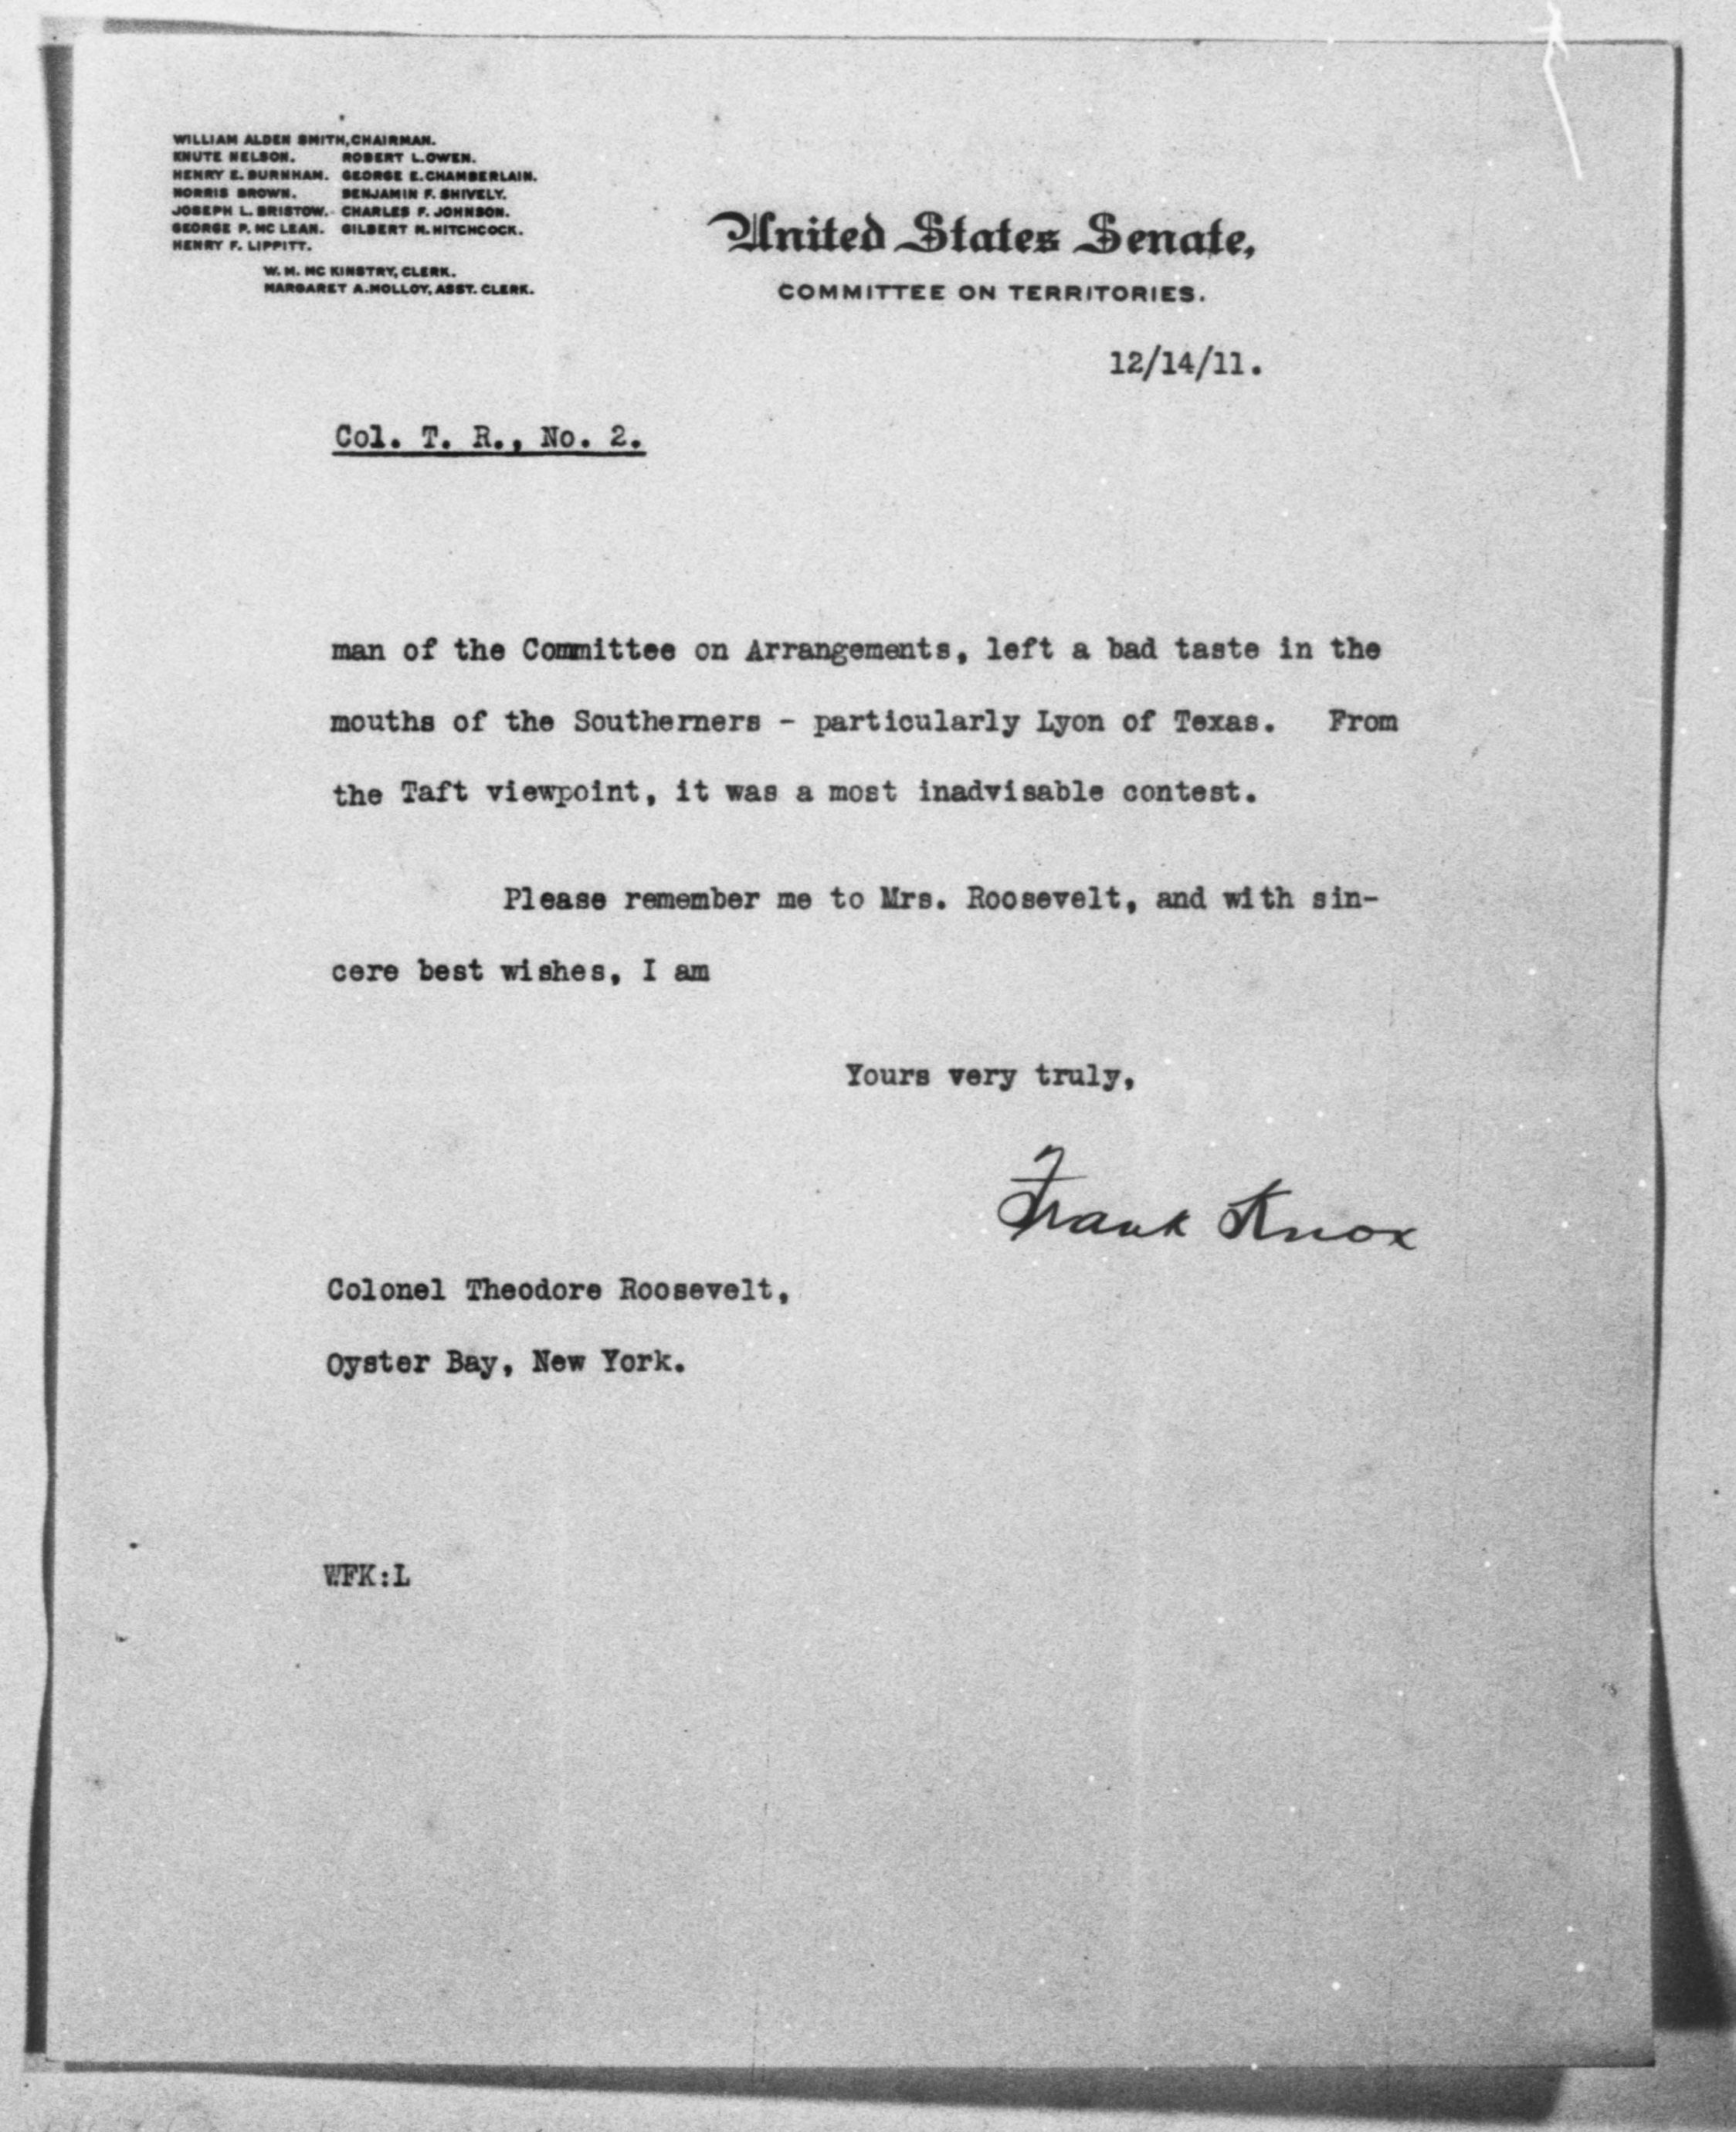 WILLIAM ALDEN SMITH, CHAIRMAN.
KNUTE NELSON. ROBERT L. OWEN.
HENRY E. BURNHAM. GEORGE E. CHAMBERLAIN.
NORRIS BROWN. BENJAMIN F. SHIVELY.
JOSEPH L. BRISTOW. CHARLES F. JOHNSON.
GEORGE P. MC LEAN. GILBERT M. HITCHCOCK.
HENRY F. LIPPITT.
W. M. MC KINSTRY, CLERK.
MARGARET A. MOLLOY, ASST. CLERK.
United States Senate,
COMMITTEE ON TERRITORIES.
12/14/11.
Col. T. R., No. 2.
man of the Committee on Arrangements, left a bad taste in the
mouths of the Southerners - particularly Lyon of Texas. From
the Taft viewpoint, it was a most inadvisable contest.
Please remember me to Mrs. Roosevelt, and with sin-
cere best wishes, I am
Yours very truly,
Frank Knox
Colonel Theodore Roosevelt,
Oyster Bay, New York.
WFK:L